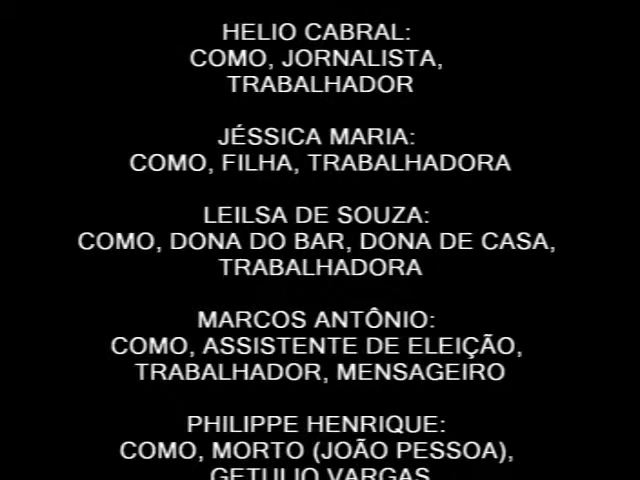 HELIO CABRAL:
COMO, JORNALISTA,
TRABALHADOR
JÉSSICA MARIA:
COMO, FILHA, TRABALHADORA
LEILSA DE SOUZA:
COMO, DONA DO BAR, DONA DE CASA,
TRABALHADORA
MARCOS ANTÔNIO:
COMO, ASSISTENTE DE ELEIÇÃO,
TRABALHADOR, MENSAGEIRO
PHILIPPE HENRIQUE:
COMO, MORTO (JOÃO PESSOA),
GETULIO VARGAS